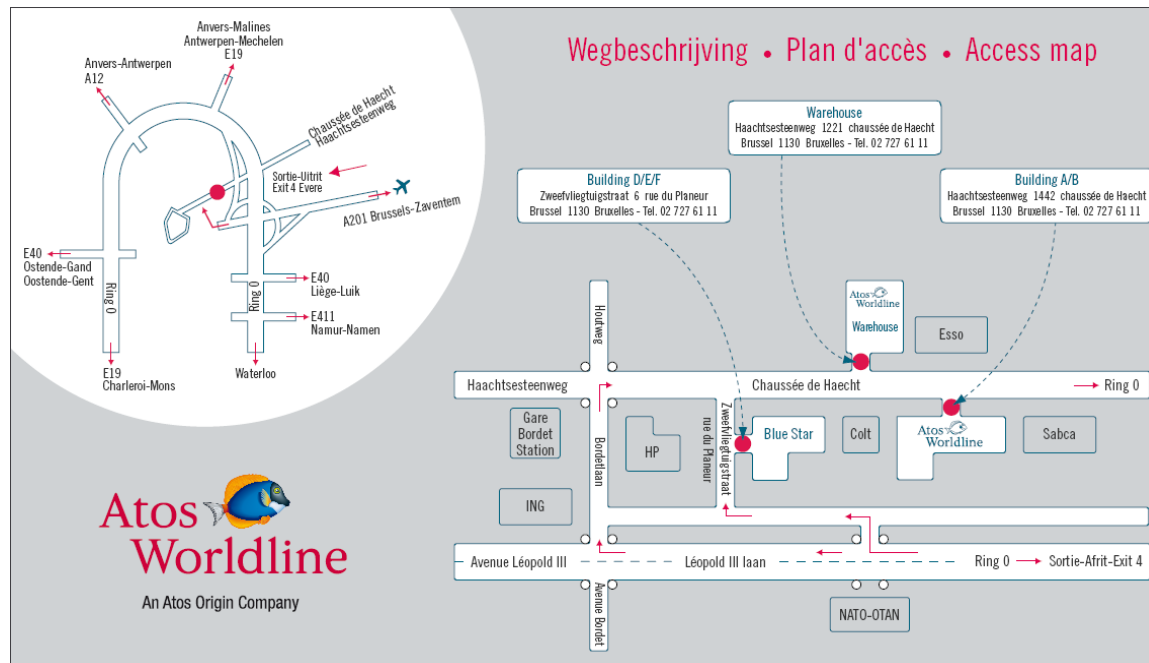 Wegbeschrijving • Plan d'accès • Access map
Anvers-Malines
Antwerpen-Mechelen
E19
Anvers-Antwerpen
A12
Chaussée de Haecht
Haachtsesteenweg
Sortie-Uitrit
Exit 4 Evere
A201 Brussels-Zaventem
E40
Ostende-Gand
Oostende-Gent
Ring 0
Ring 0
E40
Liège-Luik
E411
Namur-Namen
E19
Charleroi-Mons
Waterloo
Warehouse
Haachtsesteenweg 1221 chaussée de Haecht
Brussel 1130 Bruxelles - Tel. 02 727 61 11
Building D/E/F
Zweefvliegtuigstraat 6 rue du Planeur
Brussel 1130 Bruxelles - Tel. 02 727 61 11
Building A/B
Haachtsesteenweg 1442 chaussée de Haecht
Brussel 1130 Bruxelles - Tel. 02 727 61 11
Houtweg
Atos
Worldline
Warehouse
Esso
Haachtsesteenweg
Chaussée de Haecht
Ring 0
Gare
Bordet
Station
Bordetlaan
HP
rue du Planeur
Zweefvliegtuigstraat
Blue Star
Colt
Atos
Worldline
Sabca
ING
Avenue Léopold III
Léopold III laan
Ring 0
Sortie-Afrit-Exit 4
Avenue Bordet
NATO-OTAN
Atos
Worldline
An Atos Origin Company